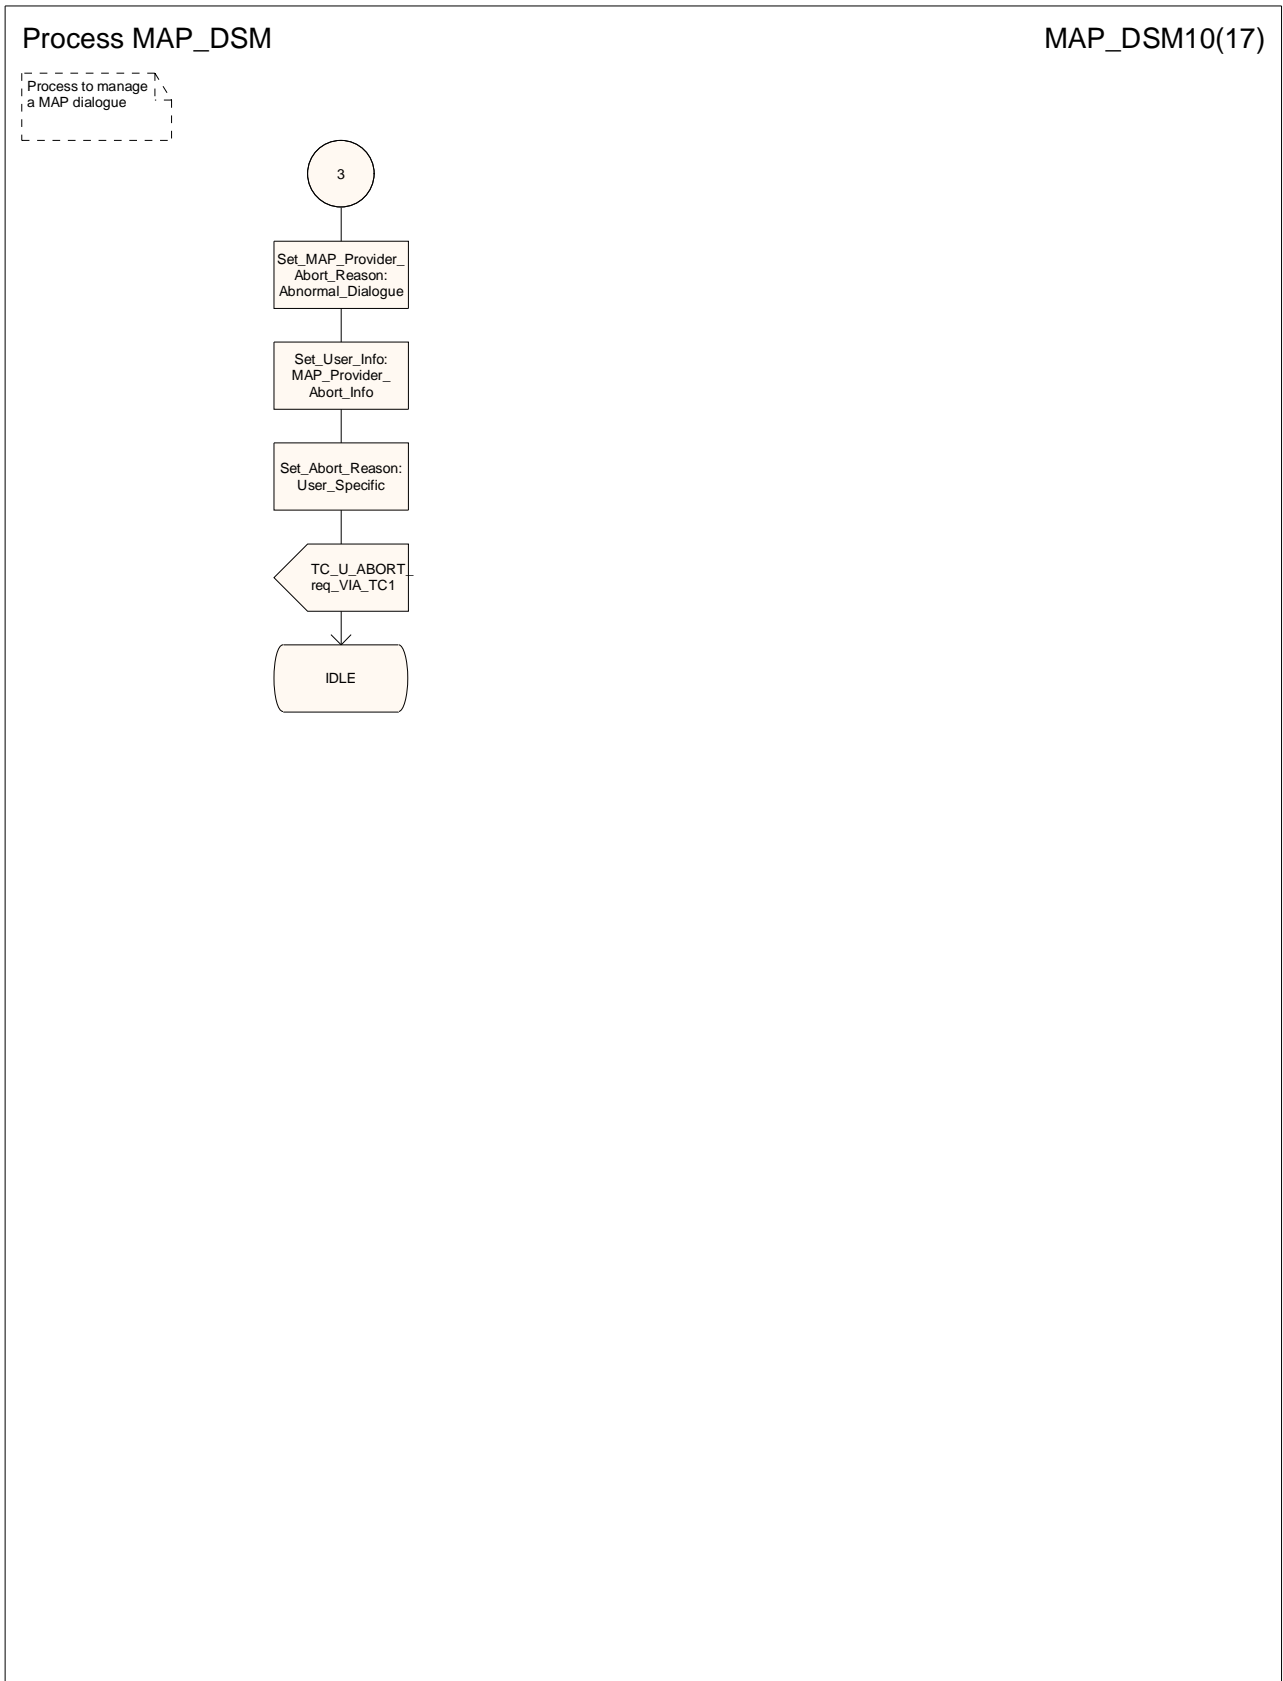 Process MAP_DSM
MAP_DSM10(17)
Process to manage
a MAP dialogue
3
Set_MAP_Provider_
Abort_Reason:
Abnormal_Dialogue
Set_User_Info:
MAP_Provider_
Abort_Info
Set_Abort_Reason:
User_Specific
TC_U_ABORT_
req_VIA_TC1
IDLE